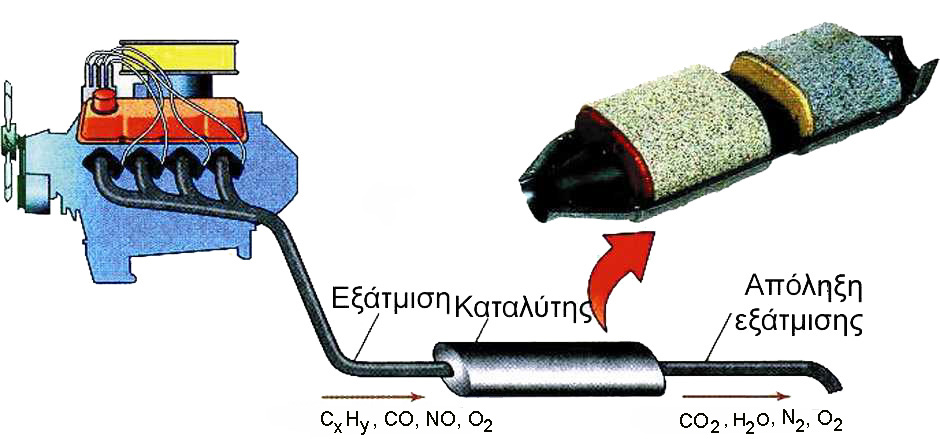 Εξάτμιση
Καταλύτης
Απόληξη
εξάτμισης
CxHy, CO, NO, O2
CO2, H2O, N2, O2